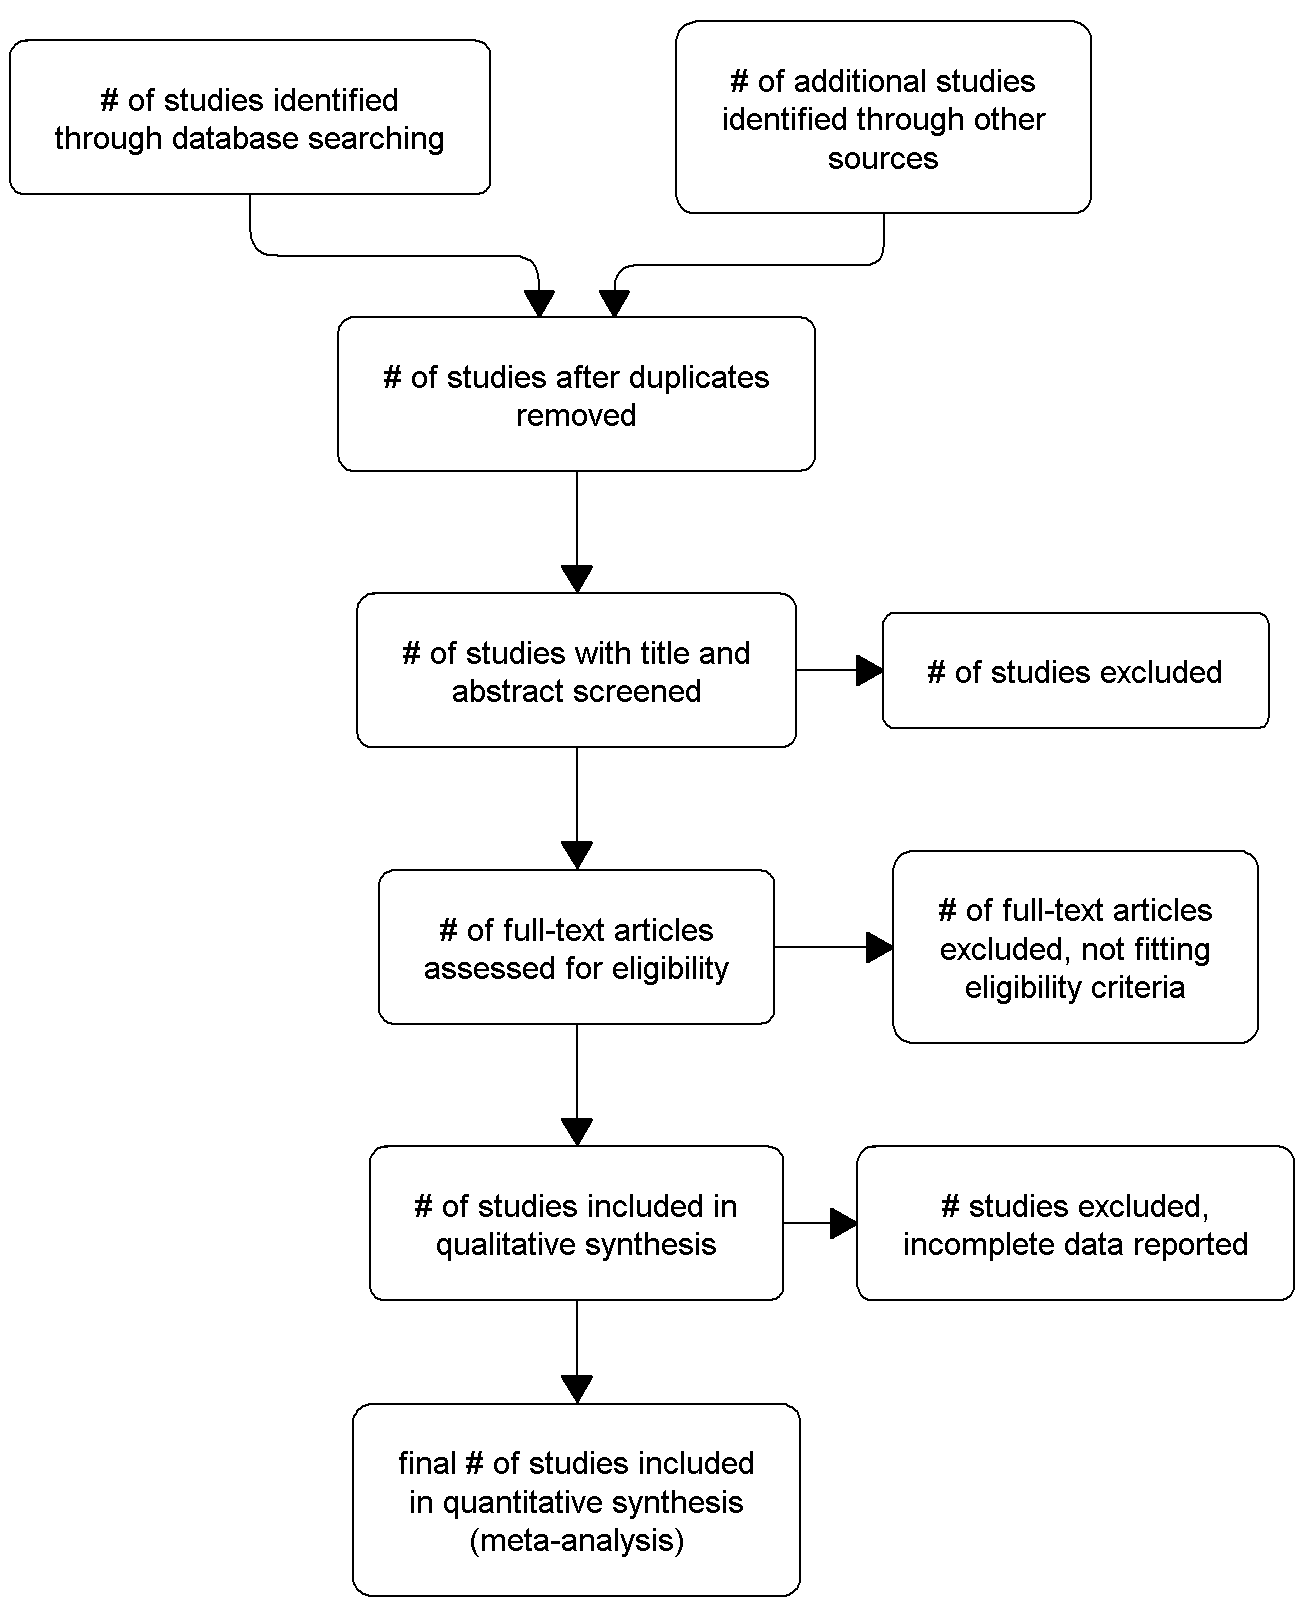 # of studies identified
through database searching
# of additional studies
identified through other
sources
# of studies after duplicates
removed
# of studies with title and
abstract screened
# of studies excluded
# of full-text articles
assessed for eligibility
# of full-text articles
excluded, not fitting
eligibility criteria
# of studies included in
qualitative synthesis
# studies excluded,
incomplete data reported
final # of studies included
in quantitative synthesis
(meta-analysis)